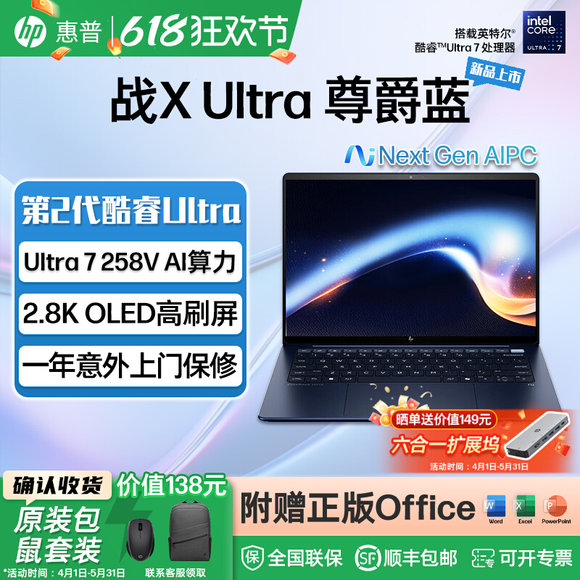 hp 惠普 618狂欢节
搭载英特尔®
酷睿™Ultra 7 处理器
intel
CORE
ULTRA 7
新品上市
战X Ultra 尊爵蓝
Next Gen AIPC
第2代酷睿Ultra
Ultra 7 258V AI算力
2.8K OLED高刷屏
一年意外上门保修
晒单送价值149元
六合一扩展坞
活动时间：4月1日-5月31日
确认收货 价值138元
原装包
鼠套装
*活动时间：4月1日-5月31日
联系客服领取
附赠正版Office
Word Excel PowerPoint
保 全国联保 SF 顺丰包邮 专 可开专票